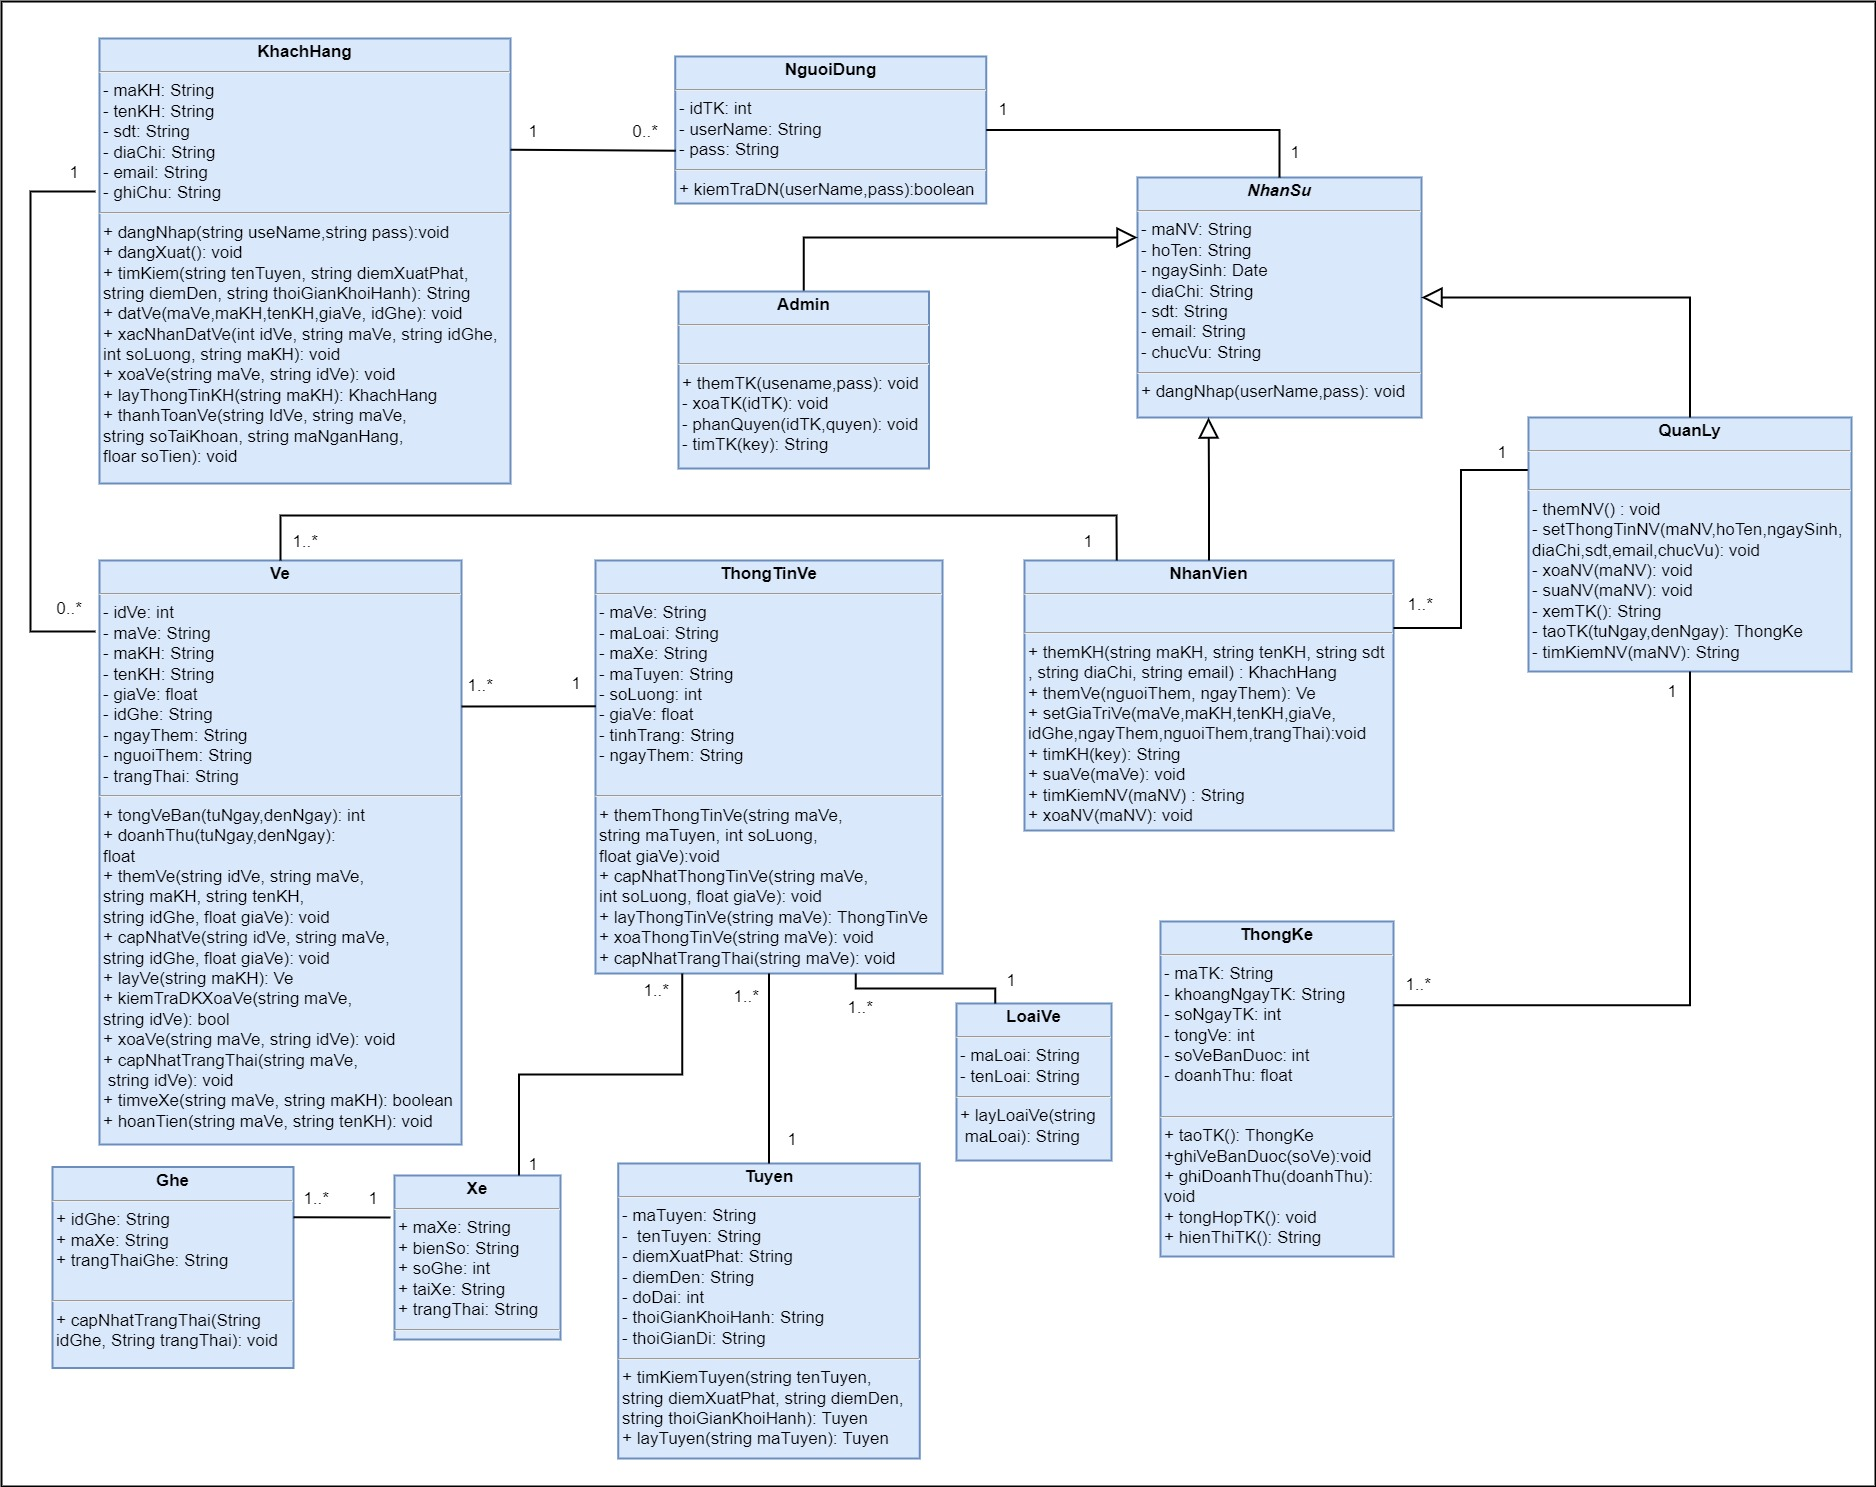 KhachHang
- maKH: String
- tenKH: String
- sdt: String
- diaChi: String
- email: String
- ghiChu: String
+ dangNhap(string useName,string pass):void
+ dangXuat(): void
+ timKiem(string tenTuyen, string diemXuatPhat,
string diemDen, string thoiGianKhoiHanh): String
+ datVe(maVe,maKH,tenKH,giaVe, idGhe): void
+ xacNhanDatVe(int idVe, string maVe, string idGhe,
int soLuong, string maKH): void
+ xoaVe(string maVe, string idVe): void
+ layThongTinKH(string maKH): KhachHang
+ thanhToanVe(string IdVe, string maVe,
string soTaiKhoan, string maNganHang,
floar soTien): void
1
0..*
1
0..*
NguoiDung
- idTK: int
- userName: String
- pass: String
+ kiemTraDN(userName,pass):boolean
1
1
NhanSu
- maNV: String
- hoTen: String
- ngaySinh: Date
- diaChi: String
- sdt: String
- email: String
- chucVu: String
+ dangNhap(userName,pass): void
Admin
+ themTK(usename,pass): void
- xoaTK(idTK): void
- phanQuyen(idTK,quyen): void
- timTK(key): String
QuanLy
- themNV() : void
- setThongTinNV(maNV,hoTen,ngaySinh,
diaChi,sdt,email,chucVu): void
- xoaNV(maNV): void
- suaNV(maNV): void
- xemTK(): String
- taoTK(tuNgay,denNgay): ThongKe
- timKiemNV(maNV): String
1
1..*
1
1..*
1..*
1
Ve
- idVe: int
- maVe: String
- maKH: String
- tenKH: String
- giaVe: float
- idGhe: String
- ngayThem: String
- nguoiThem: String
- trangThai: String
+ tongVeBan(tuNgay,denNgay): int
+ doanhThu(tuNgay,denNgay):
float
+ themVe(string idVe, string maVe,
string maKH, string tenKH,
string idGhe, float giaVe): void
+ capNhatVe(string idVe, string maVe,
string idGhe, float giaVe): void
+ layVe(string maKH): Ve
+ kiemTraDKXoaVe(string maVe,
string idVe): bool
+ xoaVe(string maVe, string idVe): void
+ capNhatTrangThai(string maVe,
string idVe): void
+ timveXe(string maVe, string maKH): boolean
+ hoanTien(string maVe, string tenKH): void
1..*
1
ThongTinVe
- maVe: String
- maLoai: String
- maXe: String
- maTuyen: String
- soLuong: int
- giaVe: float
- tinhTrang: String
- ngayThem: String
+ themThongTinVe(string maVe,
string maTuyen, int soLuong,
float giaVe):void
+ capNhatThongTinVe(string maVe,
int soLuong, float giaVe): void
+ layThongTinVe(string maVe): ThongTinVe
+ xoaThongTinVe(string maVe): void
+ capNhatTrangThai(string maVe): void
NhanVien
+ themKH(string maKH, string tenKH, string sdt
, string diaChi, string email) : KhachHang
+ themVe(nguoiThem, ngayThem): Ve
+ setGiaTriVe(maVe,maKH,tenKH,giaVe,
idGhe,ngayThem,nguoiThem,trangThai):void
+ timKH(key): String
+ suaVe(maVe): void
+ timKiemNV(maNV) : String
+ xoaNV(maNV): void
1..*
1
1..*
1
1..*
1
LoaiVe
- maLoai: String
- tenLoai: String
+ layLoaiVe(string
maLoai): String
ThongKe
- maTK: String
- khoangNgayTK: String
- soNgayTK: int
- tongVe: int
- soVeBanDuoc: int
- doanhThu: float
+ taoTK(): ThongKe
+ghiVeBanDuoc(soVe):void
+ ghiDoanhThu(doanhThu):
void
+ tongHopTK(): void
+ hienThiTK(): String
Ghe
+ idGhe: String
+ maXe: String
+ trangThaiGhe: String
+ capNhatTrangThai(String
idGhe, String trangThai): void
1..*
1
Xe
+ maXe: String
+ bienSo: String
+ soGhe: int
+ taiXe: String
+ trangThai: String
Tuyen
- maTuyen: String
- tenTuyen: String
- diemXuatPhat: String
- diemDen: String
- doDai: int
- thoiGianKhoiHanh: String
- thoiGianDi: String
+ timKiemTuyen(string tenTuyen,
string diemXuatPhat, string diemDen,
string thoiGianKhoiHanh): Tuyen
+ layTuyen(string maTuyen): Tuyen